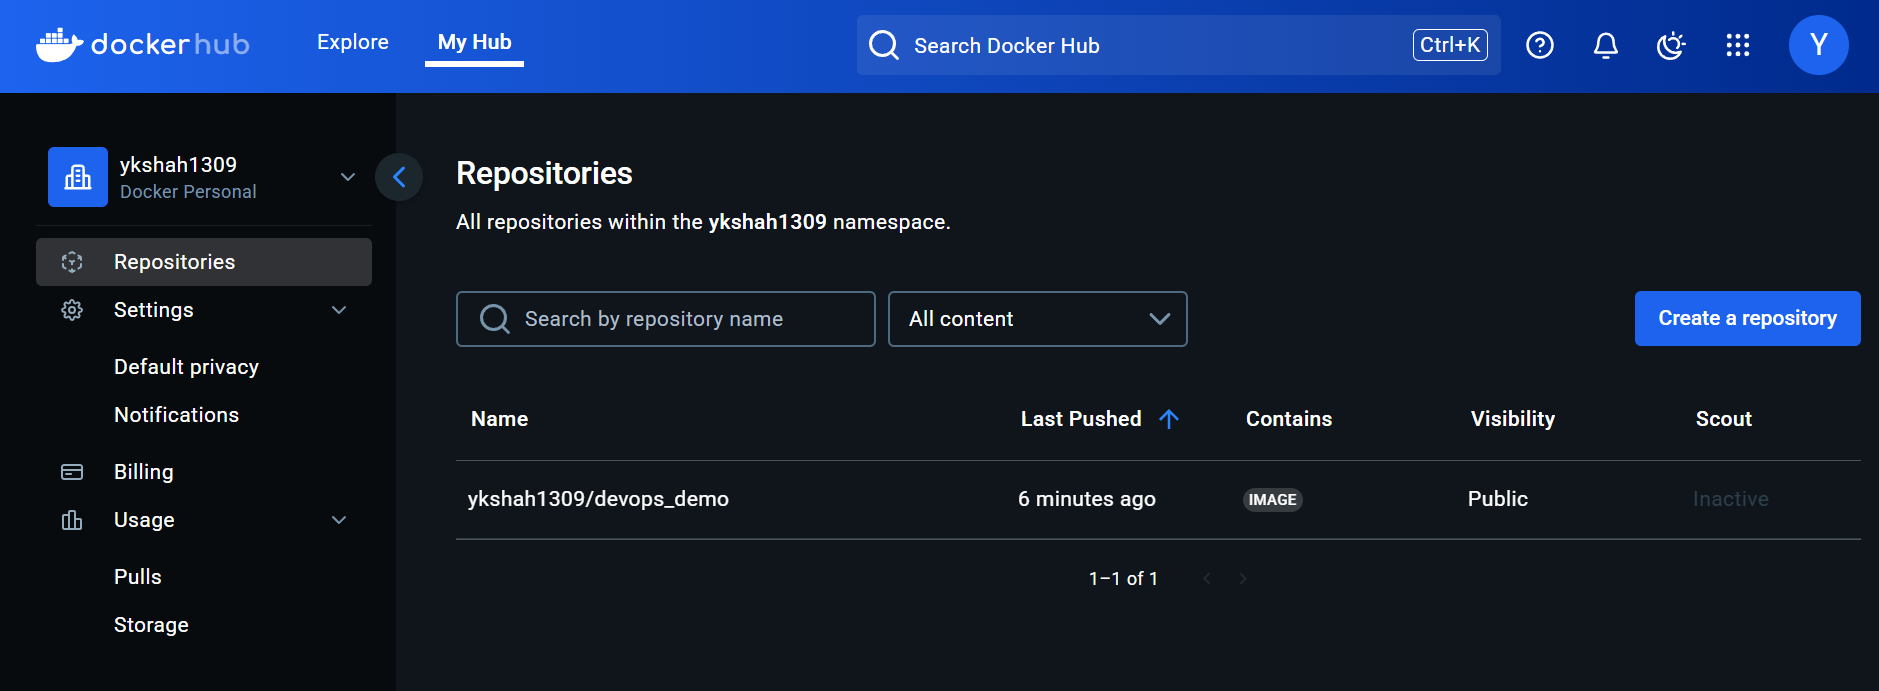 dockerhub
Explore
My Hub
Search Docker Hub
Ctrl+K
Y
ykshah1309
Docker Personal
Repositories
Settings
Default privacy
Notifications
Billing
Usage
Pulls
Storage
Repositories
All repositories within the ykshah1309 namespace.
Search by repository name
All content
Create a repository
Name Last Pushed Contains Visibility Scout
ykshah1309/devops_demo 6 minutes ago IMAGE Public Inactive
1–1 of 1